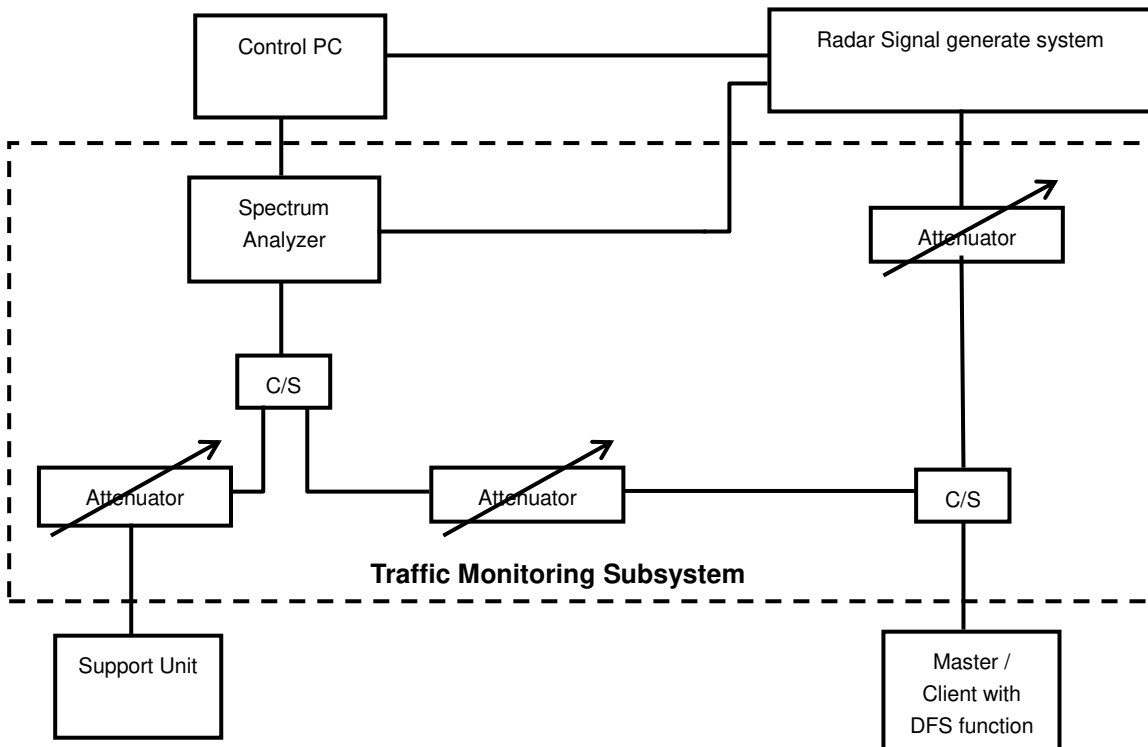 Control PC
Radar Signal generate system
Spectrum
Analyzer
Attenuator
C/S
Attenuator
Attenuator
C/S
Traffic Monitoring Subsystem
Support Unit
Master /
Client with
DFS function